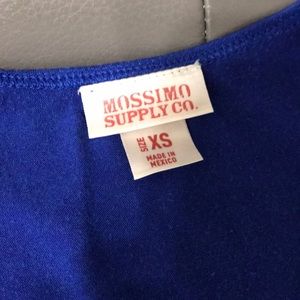 MOSSIMO
SUPPLY CO.
SIZE XS
MADE IN
MEXICO